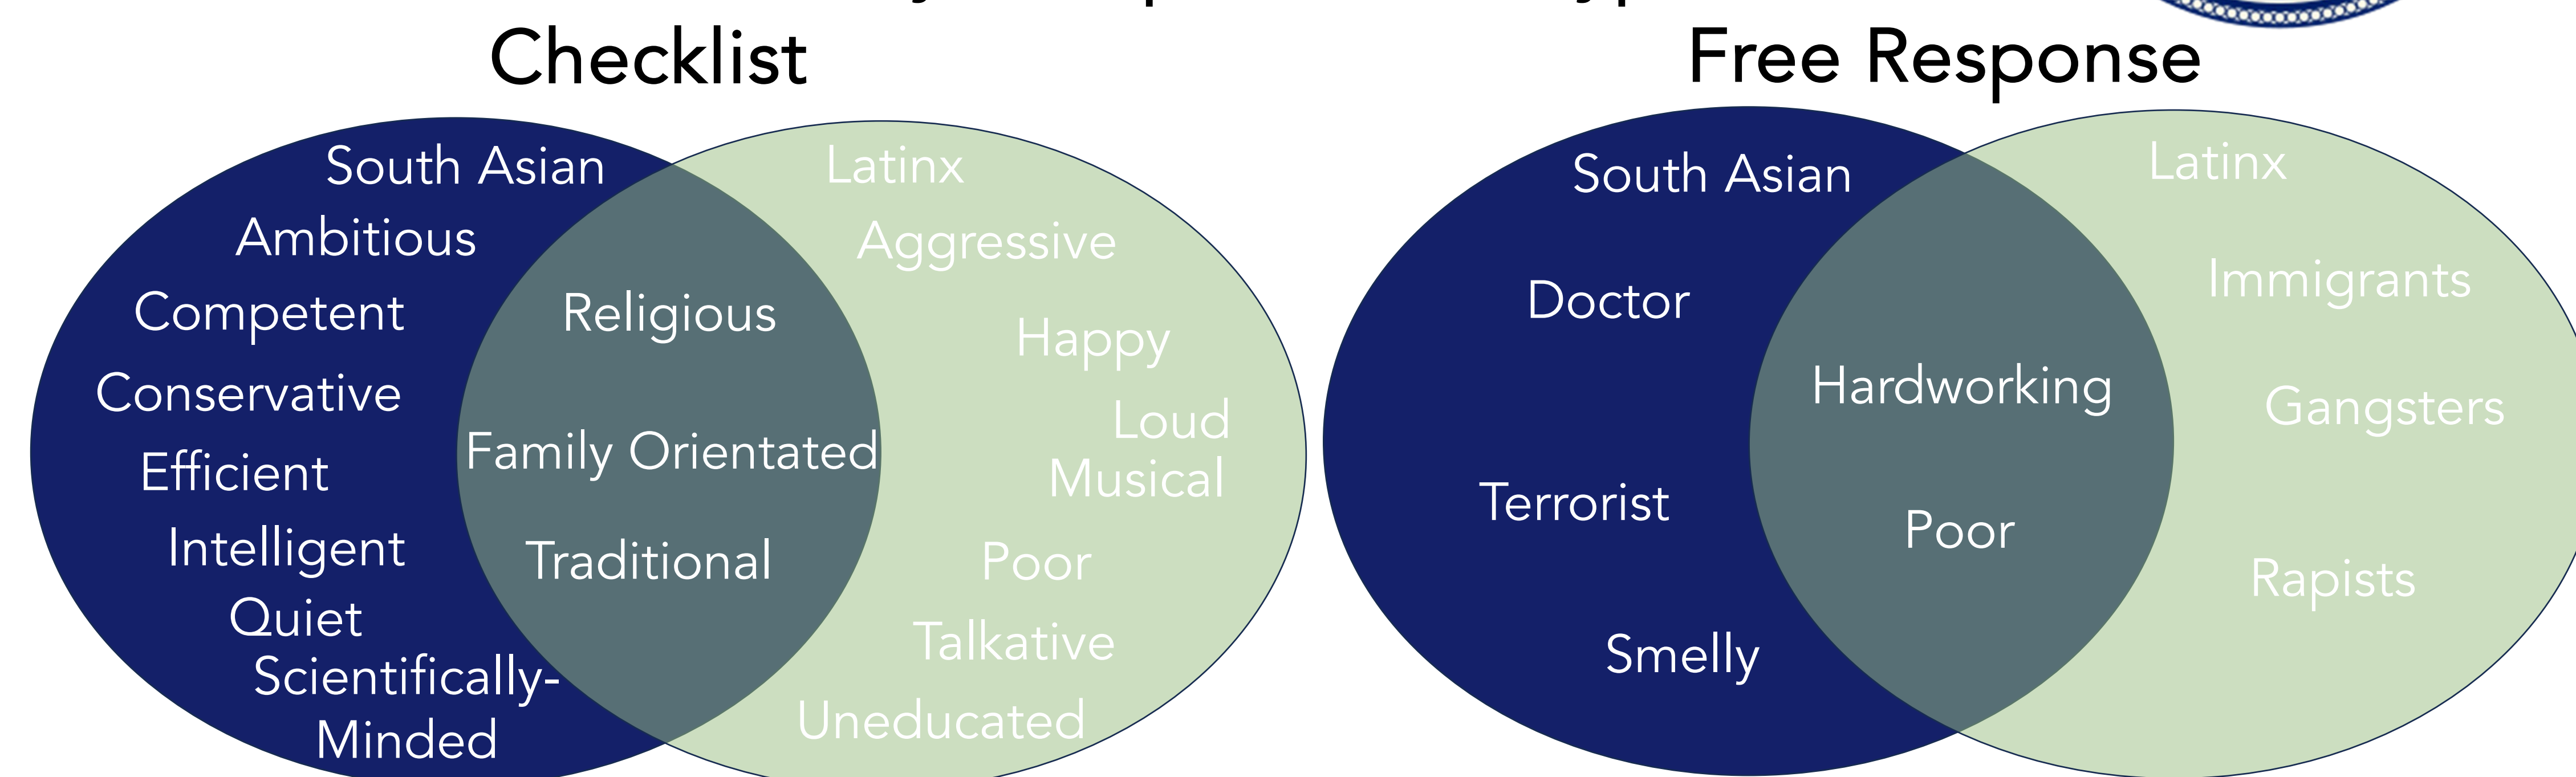 Checklist
Free Response
South Asian
Ambitious
Competent
Conservative
Efficient
Intelligent
Quiet
Scientifically-
Minded
Religious
Family Orientated
Traditional
Latinx
Aggressive
Happy
Loud
Musical
Poor
Talkative
Uneducated
South Asian
Doctor
Terrorist
Smelly
Hardworking
Poor
Latinx
Immigrants
Gangsters
Rapists